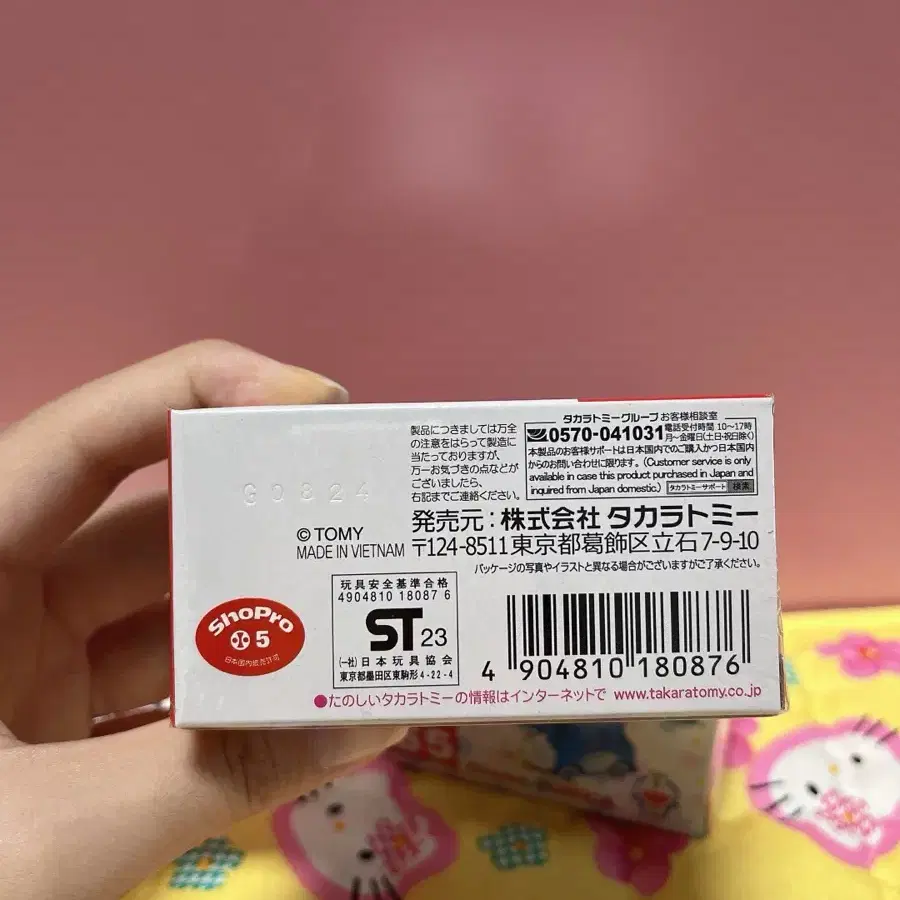 製品につきましては万全
の注意をはらって製造に
当たっておりますが、
万一お気づきの点などが
ございましたら、
右記までご連絡ください。
タカラトミーグループ お客様相談室
0570-041031
電話受付時間 10〜17時
月〜金曜日(土・日・祝日除く)
本製品のお客様サポートは日本国内でのご購入かつ日本国内
からのお問い合わせに限ります。(Customer service is only
available in case this product purchased in Japan and
inquired from Japan domestic.)
タカラトミーサポート 検索
G0824
© TOMY
MADE IN VIETNAM
発売元:株式会社 タカラトミー
〒124-8511 東京都葛飾区立石7-9-10
パッケージの写真やイラストと異なる場合がございますがご了承ください。
ShoPro
5
日本国内販売許可
玩具安全基準合格
4904810 18087 6
ST 23
(一社)日本玩具協会
東京都墨田区東駒形4-22-4
4 904810 180876
●たのしいタカラトミーの情報はインターネットで www.takaratomy.co.jp